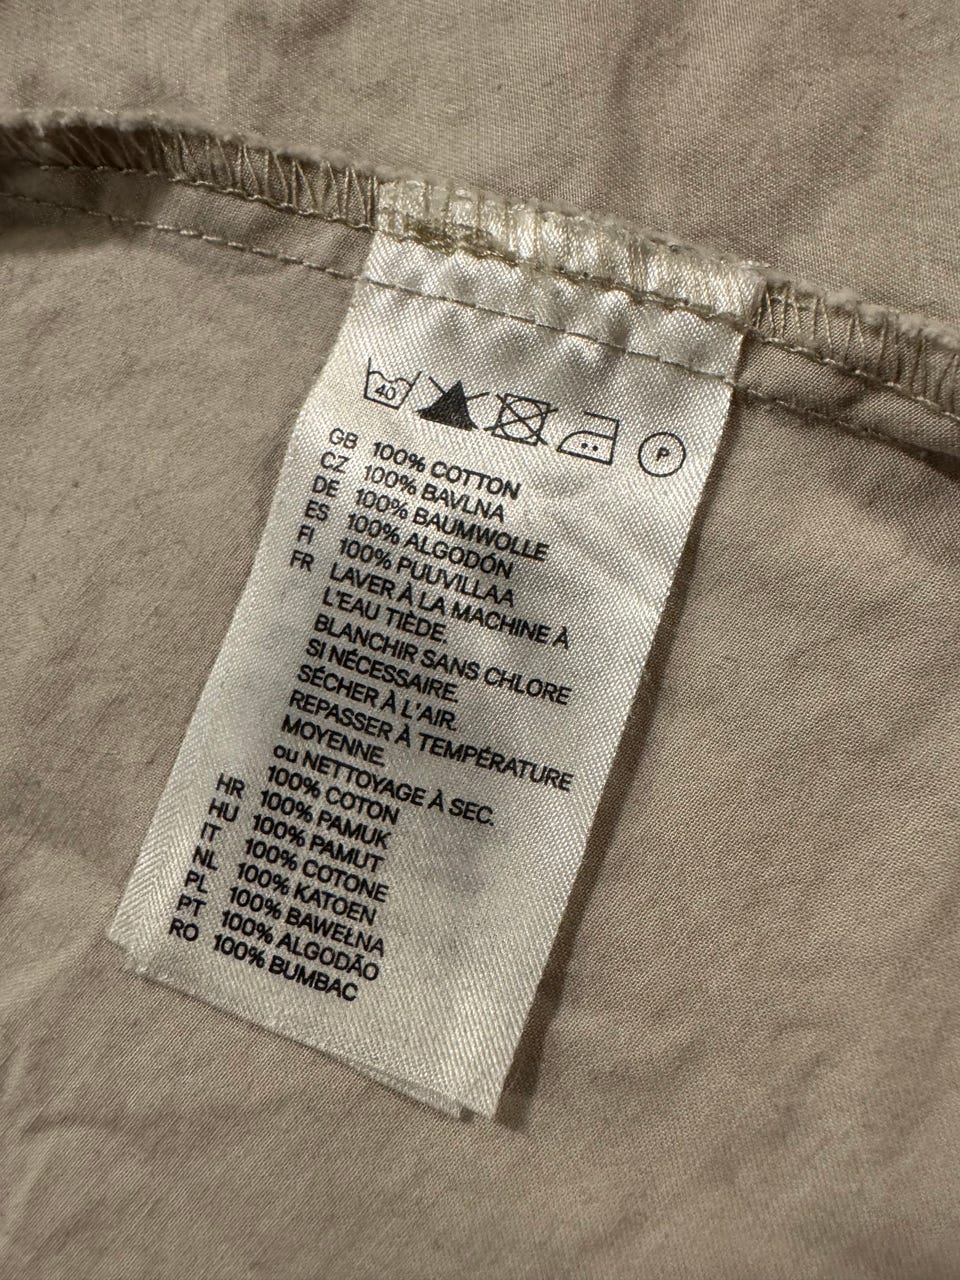 40 P
GB 100% COTTON
CZ 100% BAVLNA
DE 100% BAUMWOLLE
ES 100% ALGODÓN
FI 100% PUUVILLAA
FR LAVER À LA MACHINE À
L'EAU TIÈDE.
BLANCHIR SANS CHLORE
SI NÉCESSAIRE.
SÉCHER À L'AIR.
REPASSER À TEMPÉRATURE
MOYENNE.
ou NETTOYAGE À SEC.
100% COTON
HR 100% PAMUK
HU 100% PAMUT
IT 100% COTONE
NL 100% KATOEN
PL 100% BAWEŁNA
PT 100% ALGODÃO
RO 100% BUMBAC